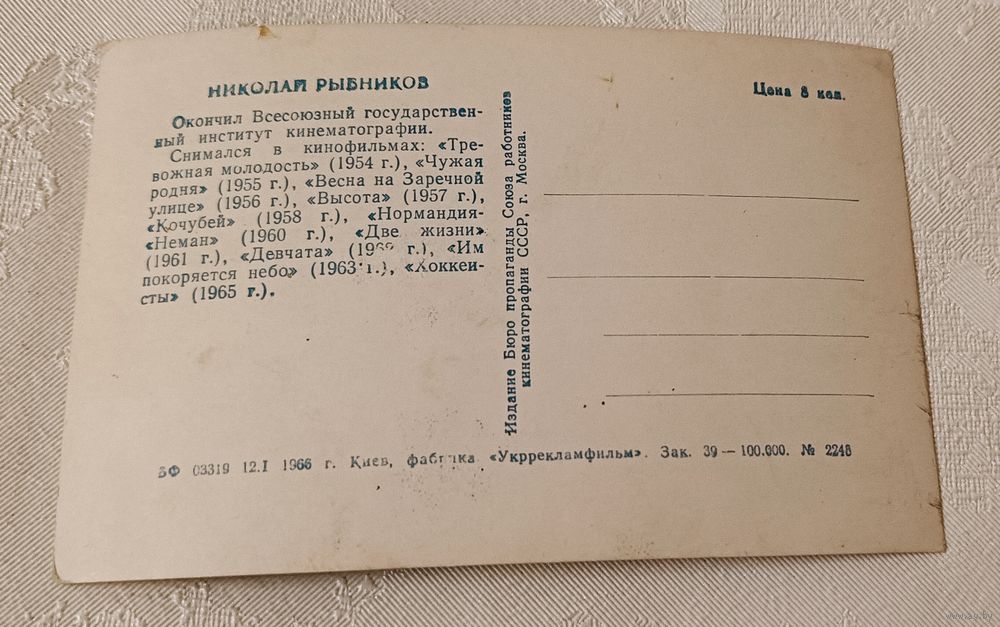 НИКОЛАЙ РЫБНИКОВ
Окончил Всесоюзный государствен-
ный институт кинематографии.
Снимался в кинофильмах: «Тре-
вожная молодость» (1954 г.), «Чужая
родня» (1955 г.), «Весна на Заречной
улице» (1956 г.), «Высота» (1957 г.),
«Кочубей» (1958 г.), «Нормандия-
«Неман» (1960 г.), «Две жизни»
(1961 г.), «Девчата» г.), «Им
покоряется небо» (1963 г.), «Хоккеи-
сты» (1965 г.).
Издание Бюро пропаганды Союза работников
кинематографии СССР, г. Москва.
Цена 8 коп.
БФ 03319 12.I 1966 г. Киев, фабрика «Укррекламфильм». Зак. 39 — 100.000. № 2248